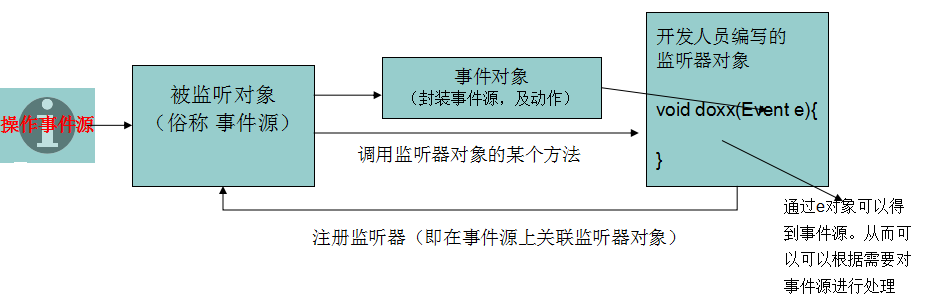 操作事件源
被监听对象
（俗称 事件源）
事件对象
（封装事件源，及动作）
调用监听器对象的某个方法
开发人员编写的
监听器对象
void doxx(Event e){
}
注册监听器（即在事件源上关联监听器对象）
通过e对象可以得
到事件源。从而可
以可以根据需要对
事件源进行处理